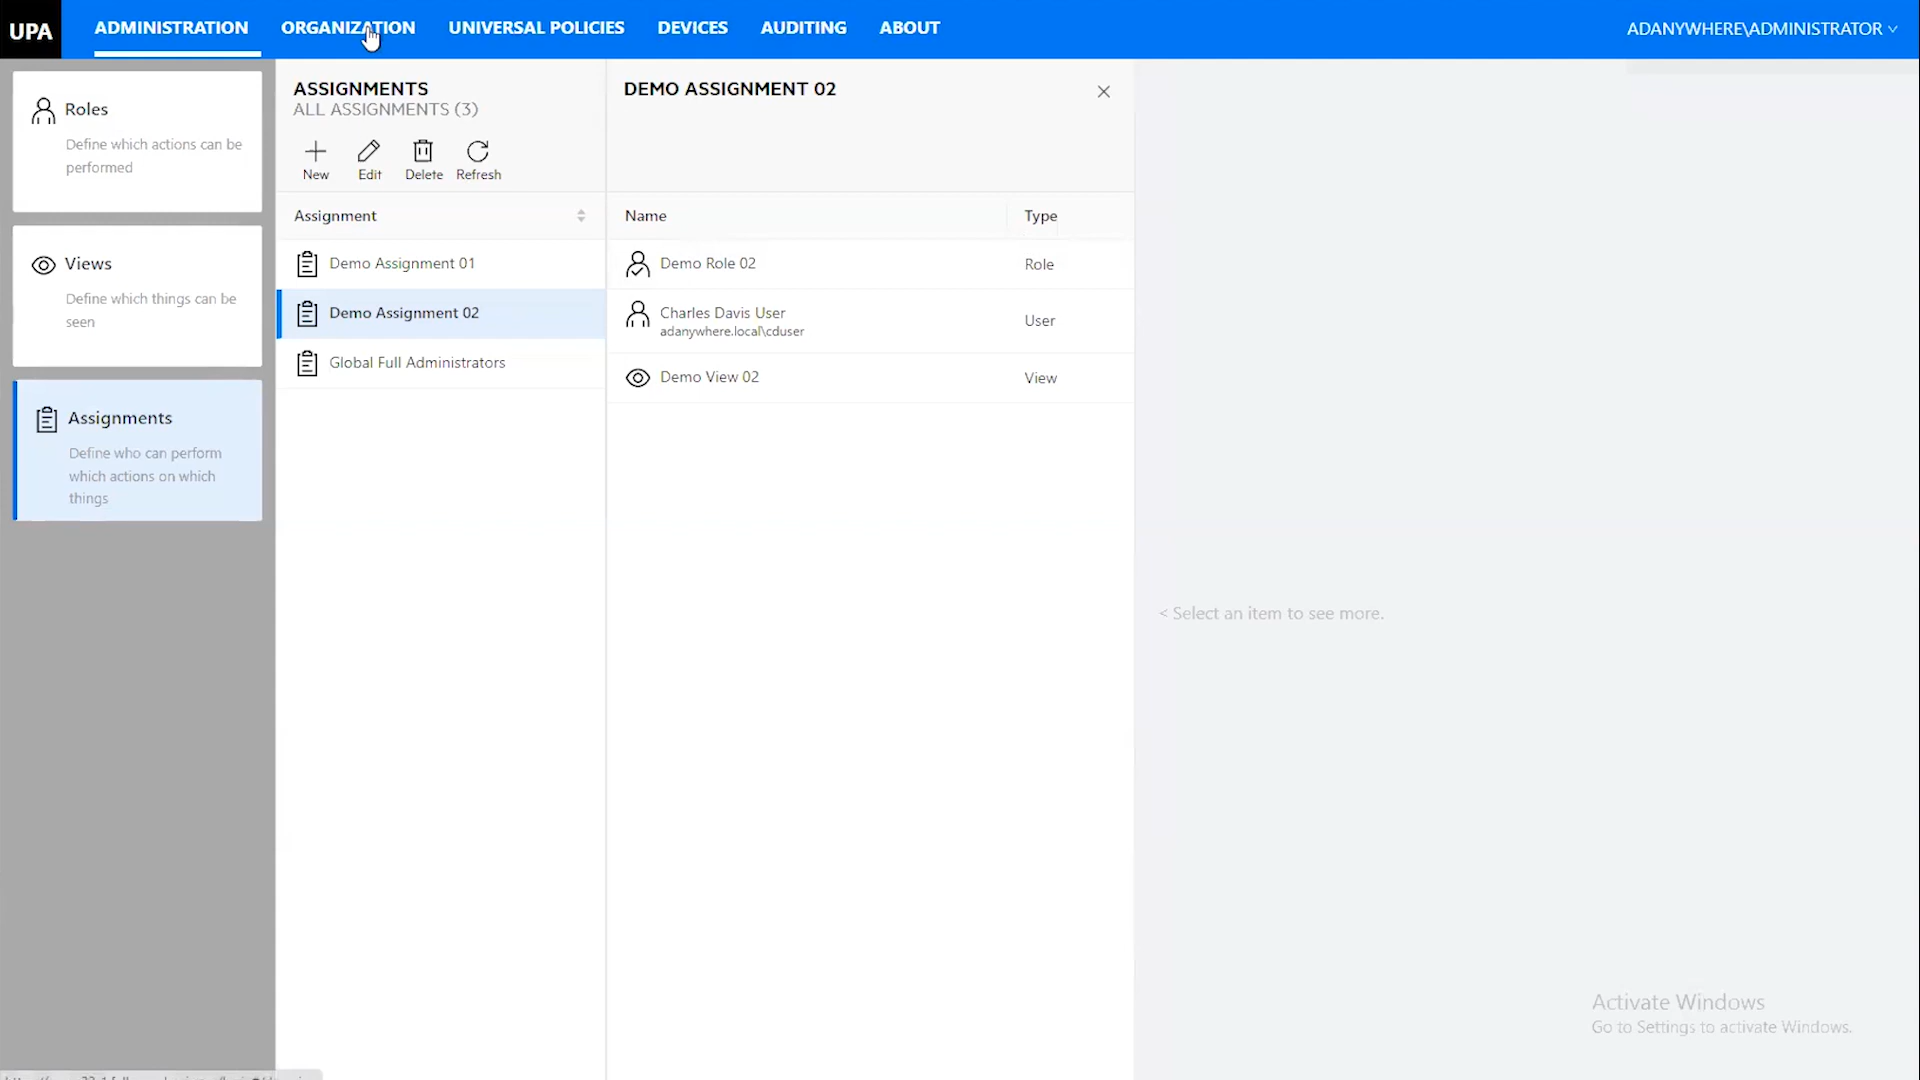 UPA
ADMINISTRATION
ORGANIZATION
UNIVERSAL POLICIES
DEVICES
AUDITING
ABOUT
ADANYWHERE\ADMINISTRATOR
Roles
Define which actions can be
performed
Views
Define which things can be
seen
Assignments
Define who can perform
which actions on which
things
ASSIGNMENTS
ALL ASSIGNMENTS (3)
New
Edit
Delete
Refresh
Assignment
Demo Assignment 01
Demo Assignment 02
Global Full Administrators
DEMO ASSIGNMENT 02
Name
Type
Demo Role 02
Role
Charles Davis User
adanywhere.local\cduser
User
Demo View 02
View
< Select an item to see more.
Activate Windows
Go to Settings to activate Windows.